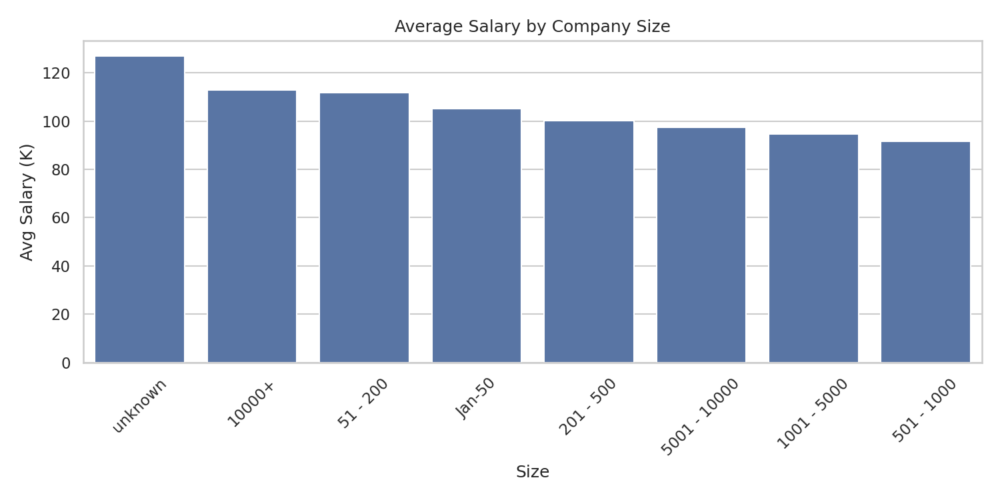 Average Salary by Company Size
Avg Salary (K)
120
100
80
60
40
20
0
unknown
10000+
51 - 200
Jan-50
201 - 500
5001 - 10000
1001 - 5000
501 - 1000
Size